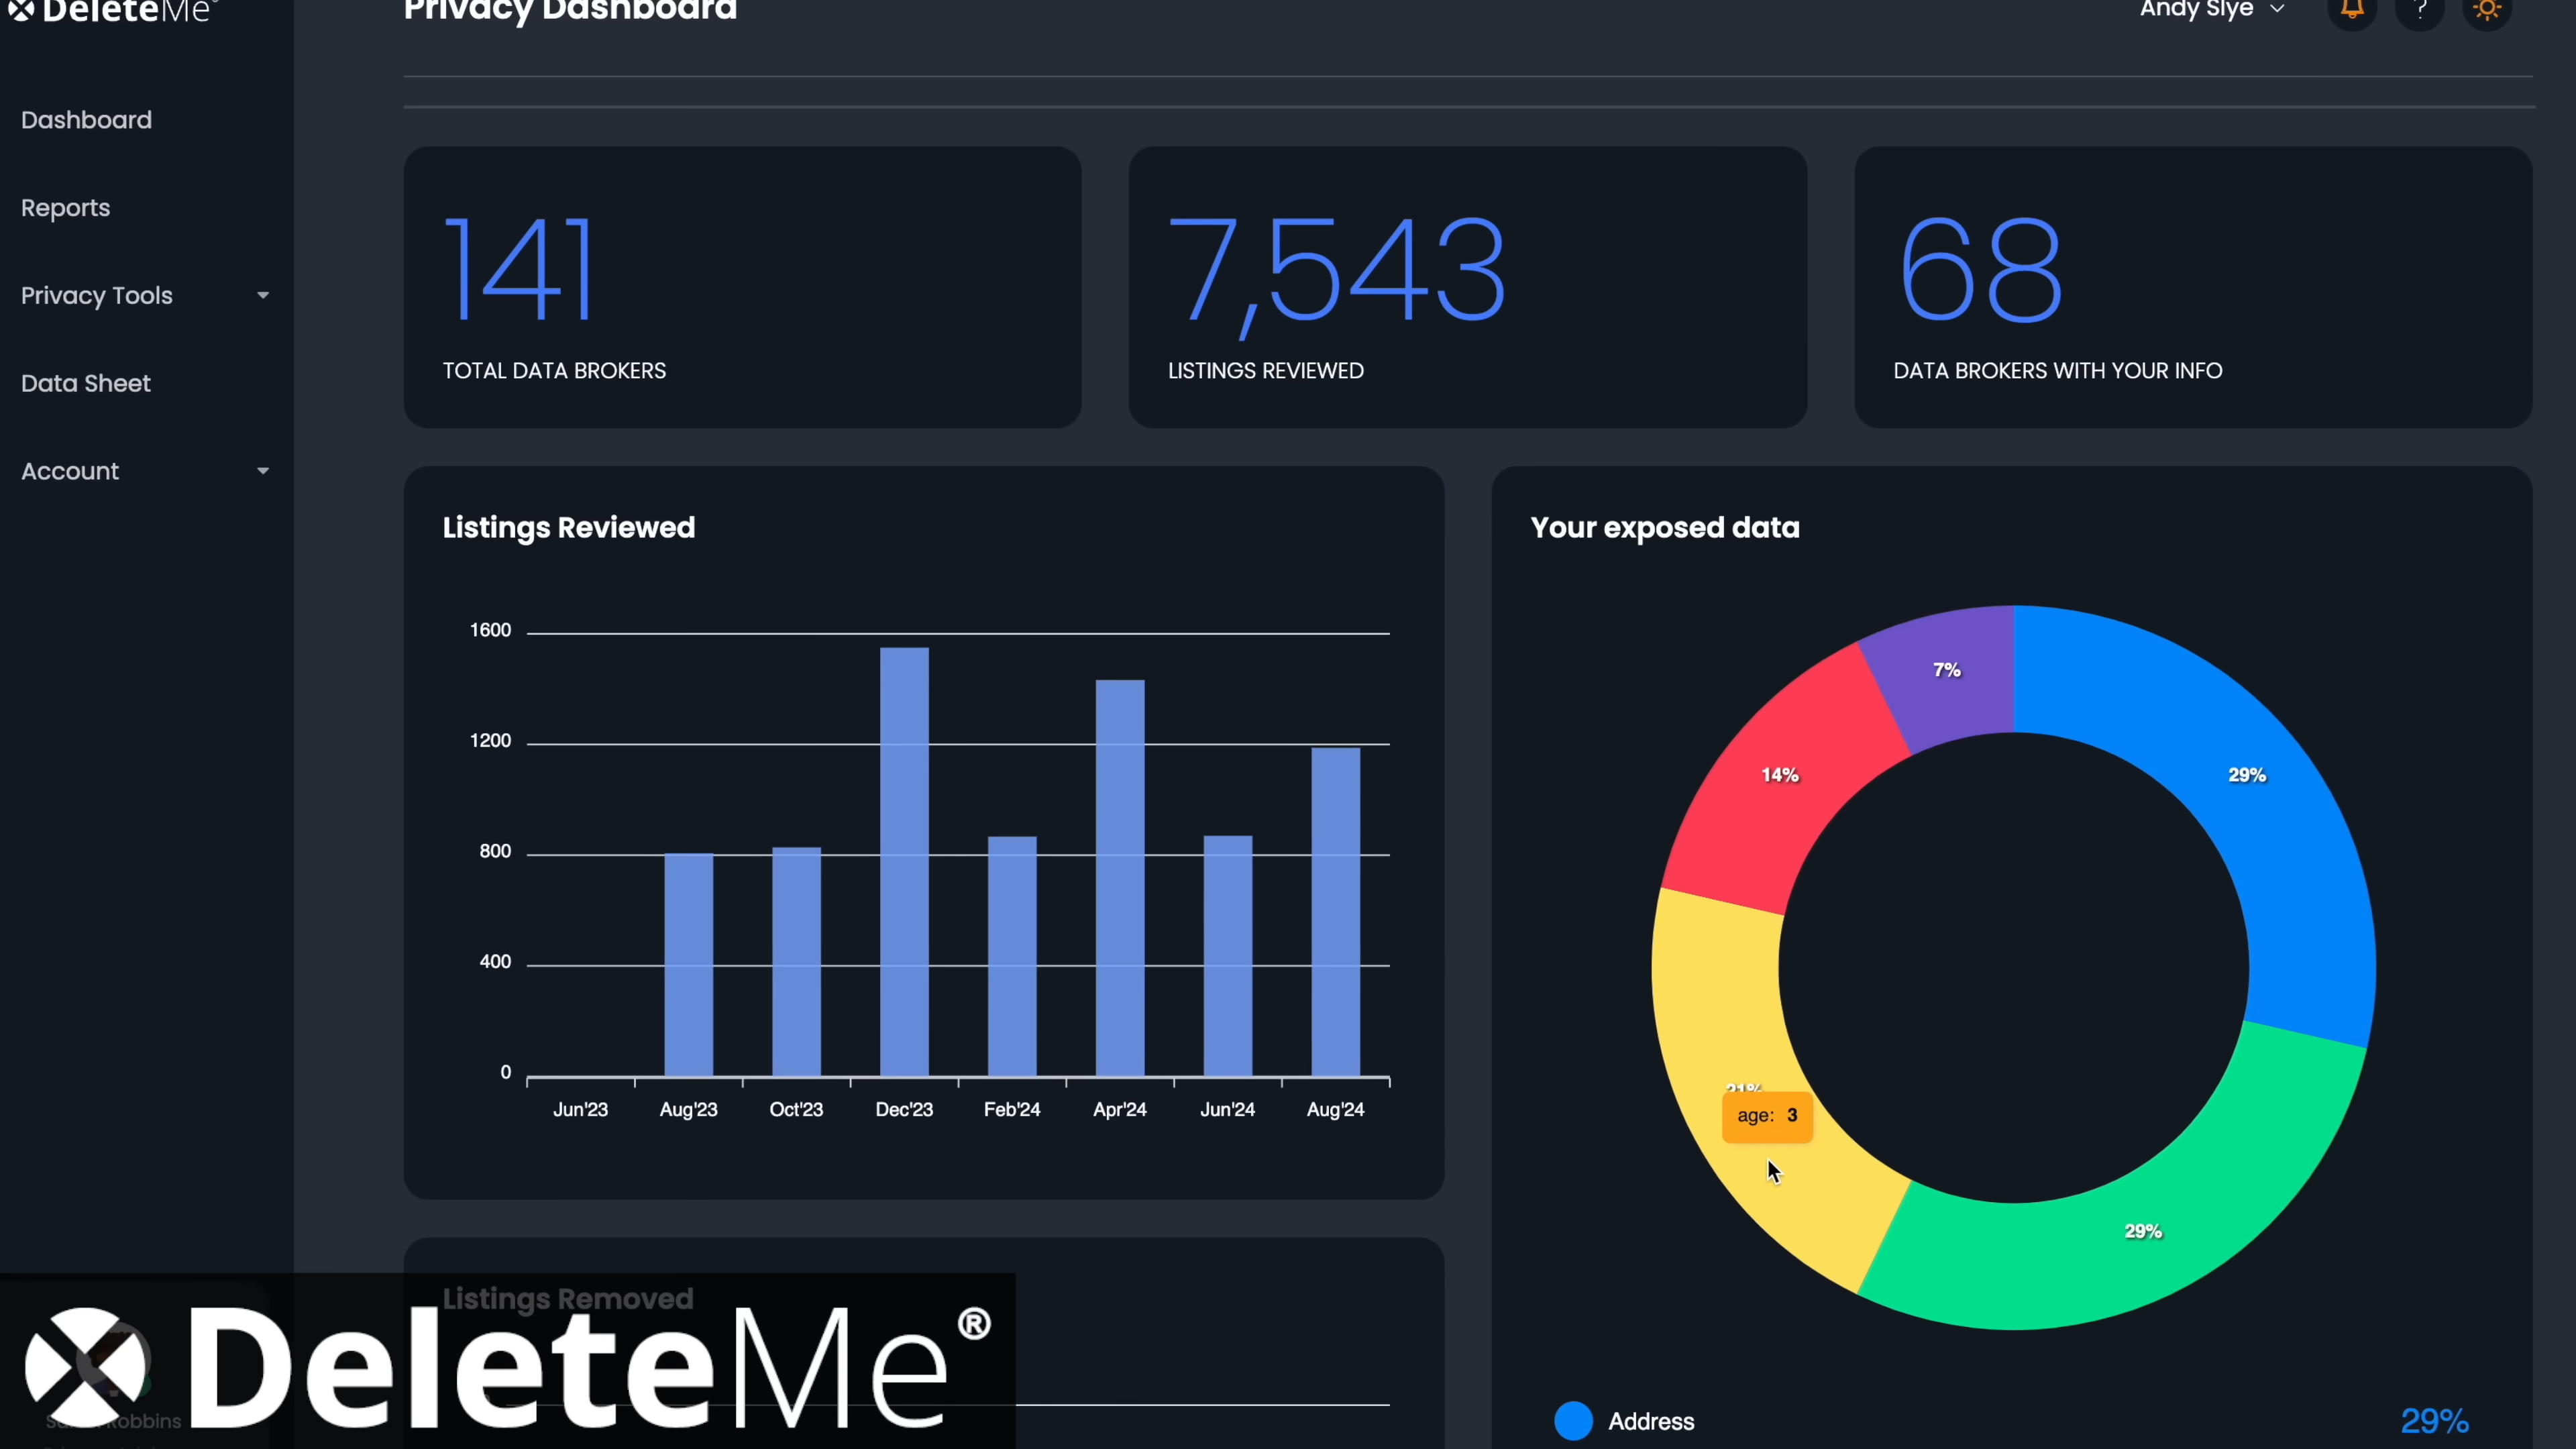 DeleteMe
Privacy Dashboard
Andy Slye
?
Dashboard
Reports
Privacy Tools
Data Sheet
Account
141
TOTAL DATA BROKERS
7,543
LISTINGS REVIEWED
68
DATA BROKERS WITH YOUR INFO
Listings Reviewed
1600
1200
800
400
0
Jun'23 Aug'23 Oct'23 Dec'23 Feb'24 Apr'24 Jun'24 Aug'24
Your exposed data
7%
29%
14%
21%
age: 3
29%
Address 29%
Listings Removed
DeleteMe®